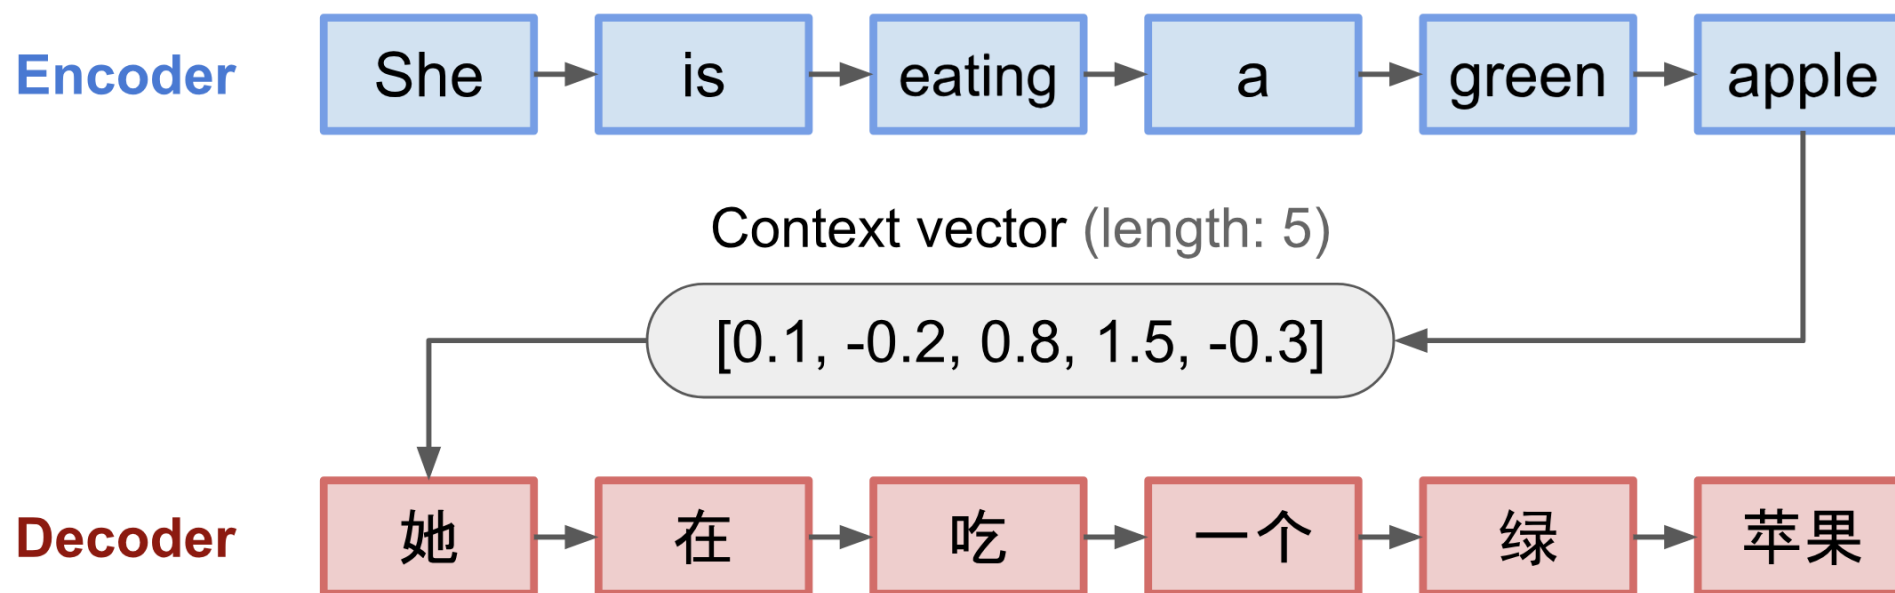 Encoder She is eating a green apple
Context vector (length: 5)
[0.1, -0.2, 0.8, 1.5, -0.3]
Decoder 她 在 吃 一个 绿 苹果